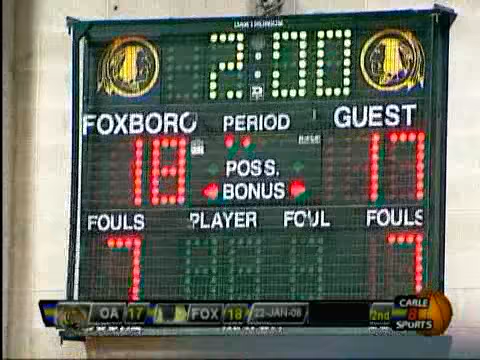 DAKTRONICS
2:00
FOXBORO PERIOD GUEST
18 17
POSS.
BONUS
FOULS PLAYER FOUL FOULS
7 7
OA 17 FOX 18 22-JAN-08 2nd
CARLE
8
SPORTS